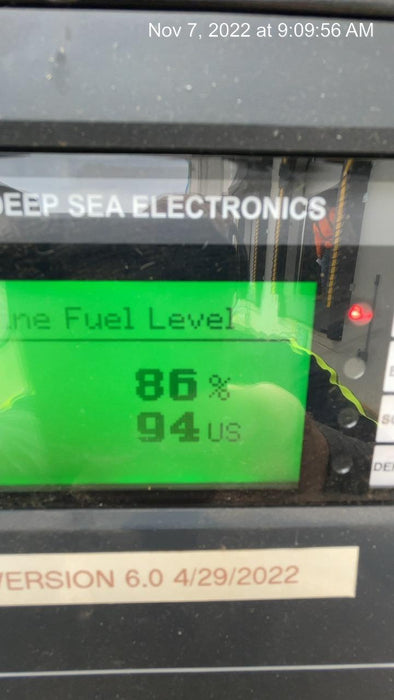 Nov 7, 2022 at 9:09:56 AM
DEEP SEA ELECTRONICS
ine Fuel Level
86 %
94 US
VERSION 6.0 4/29/2022